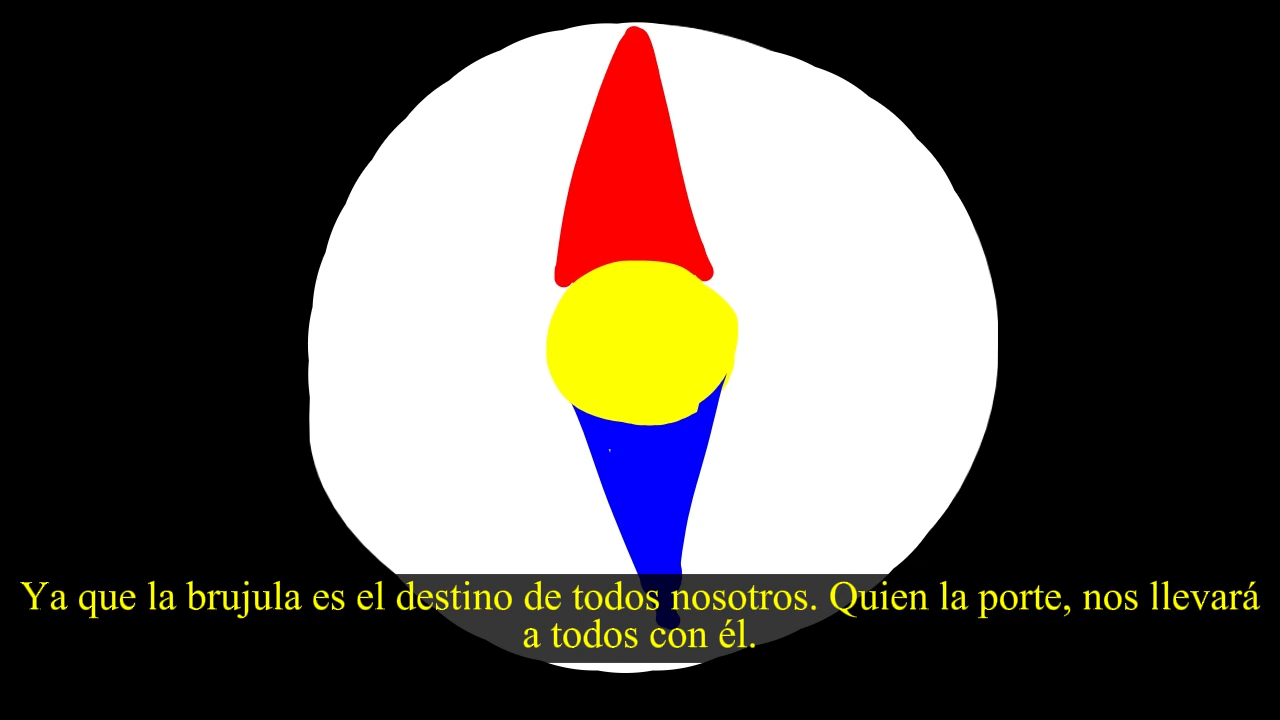 Ya que la brujula es el destino de todos nosotros. Quien la porte, nos llevará
a todos con él.